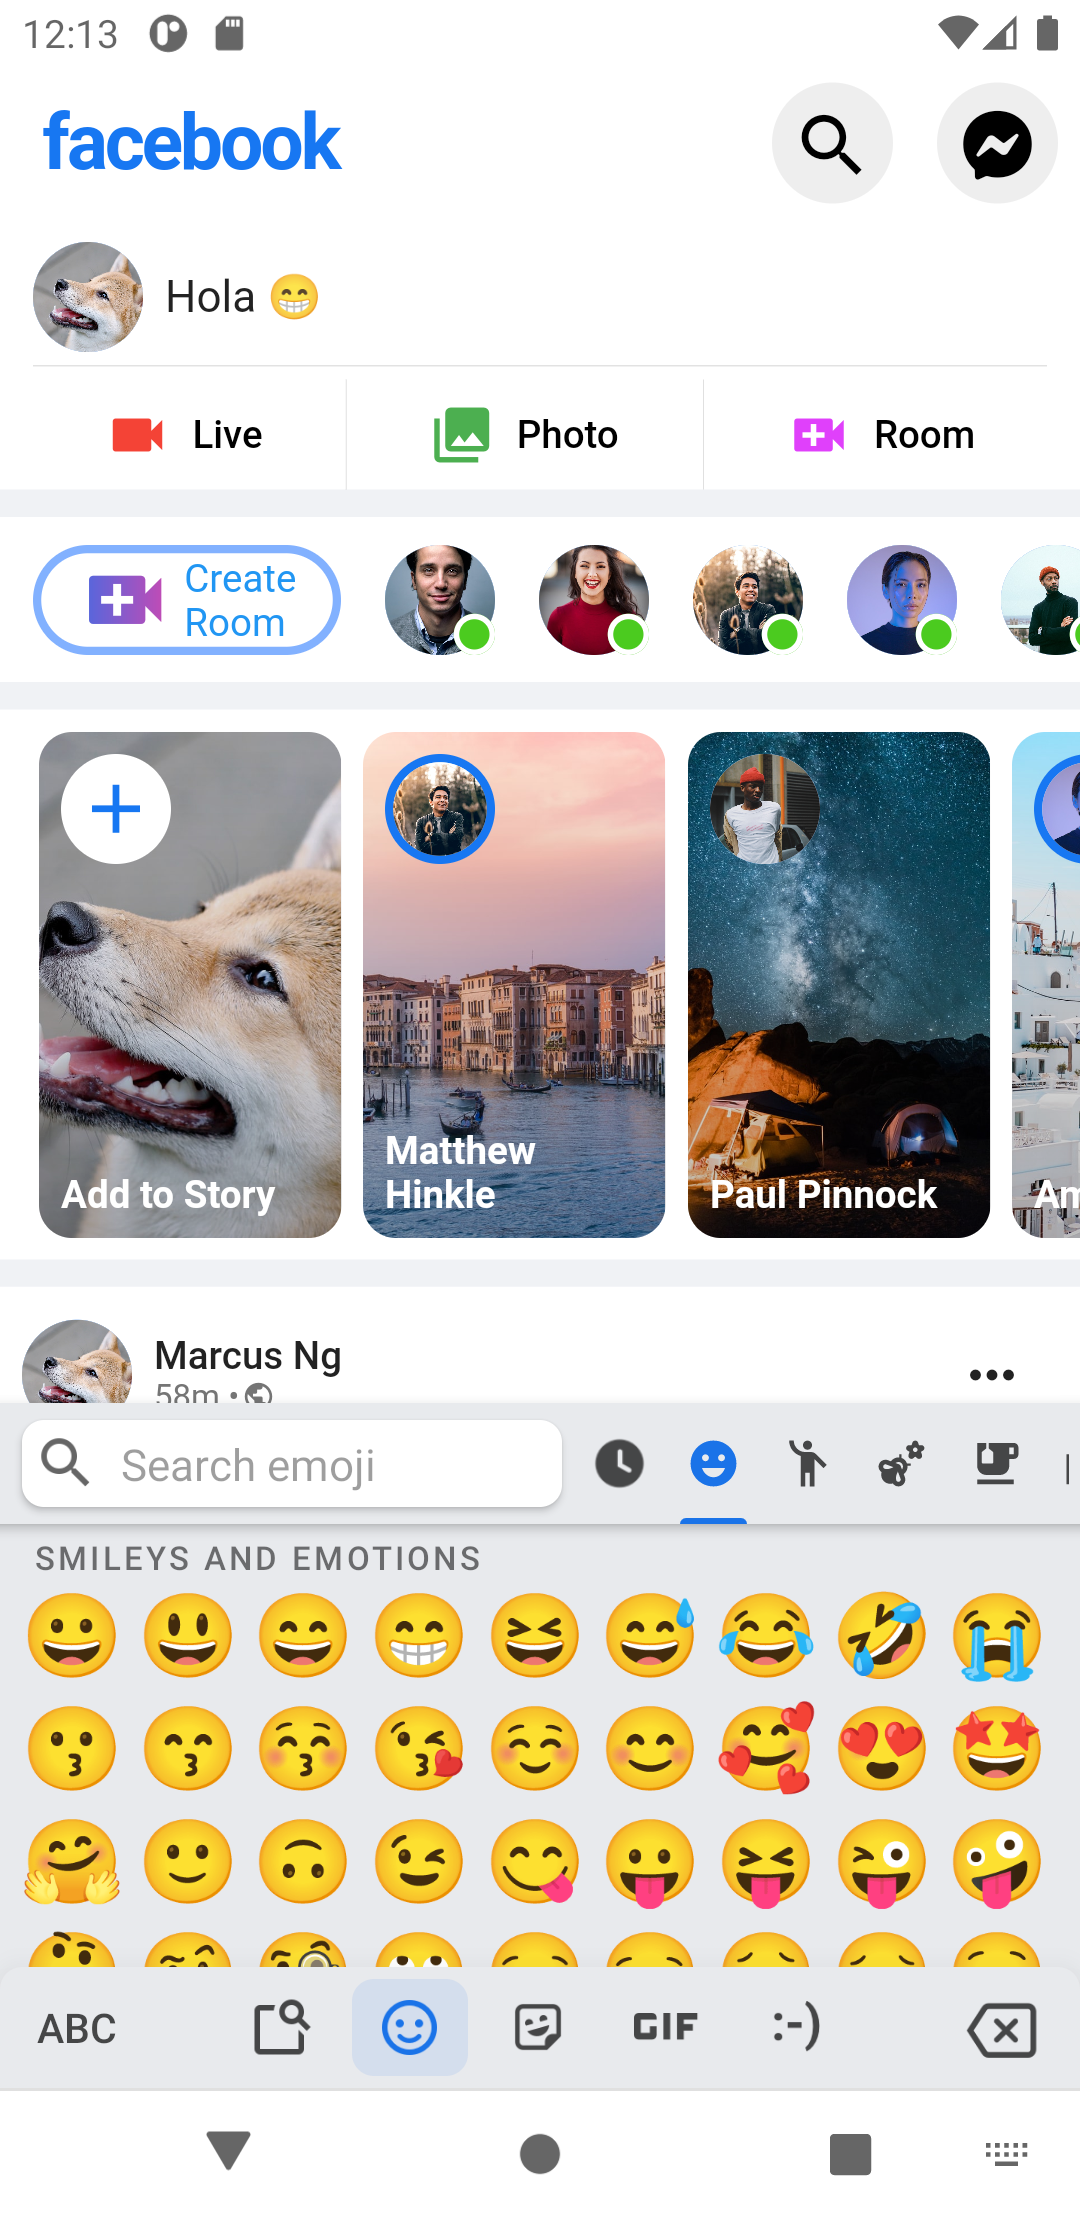 12:13
facebook
Hola 😁
Live
Photo
Room
Create
Room
Add to Story
Matthew
Hinkle
Paul Pinnock
Marcus Ng
58m •
Search emoji
SMILEYS AND EMOTIONS
ABC
GIF
:-)